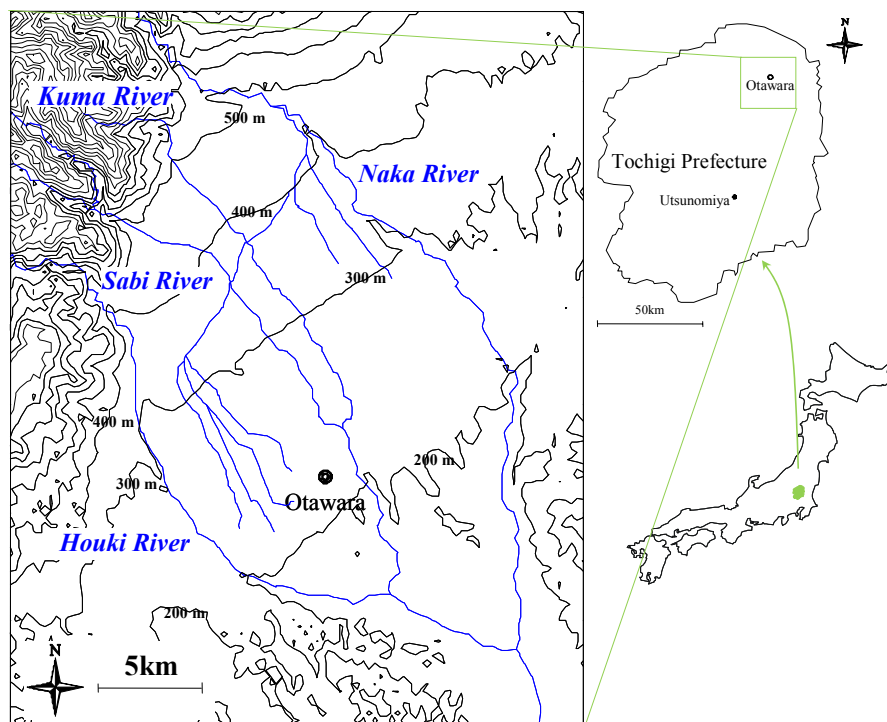 Kuma River
500 m
Naka River
400 m
Sabi River
300 m
400 m
300 m
200 m
Otawara
Houki River
200 m
N
5km
N
Otawara
Tochigi Prefecture
Utsunomiya
50km